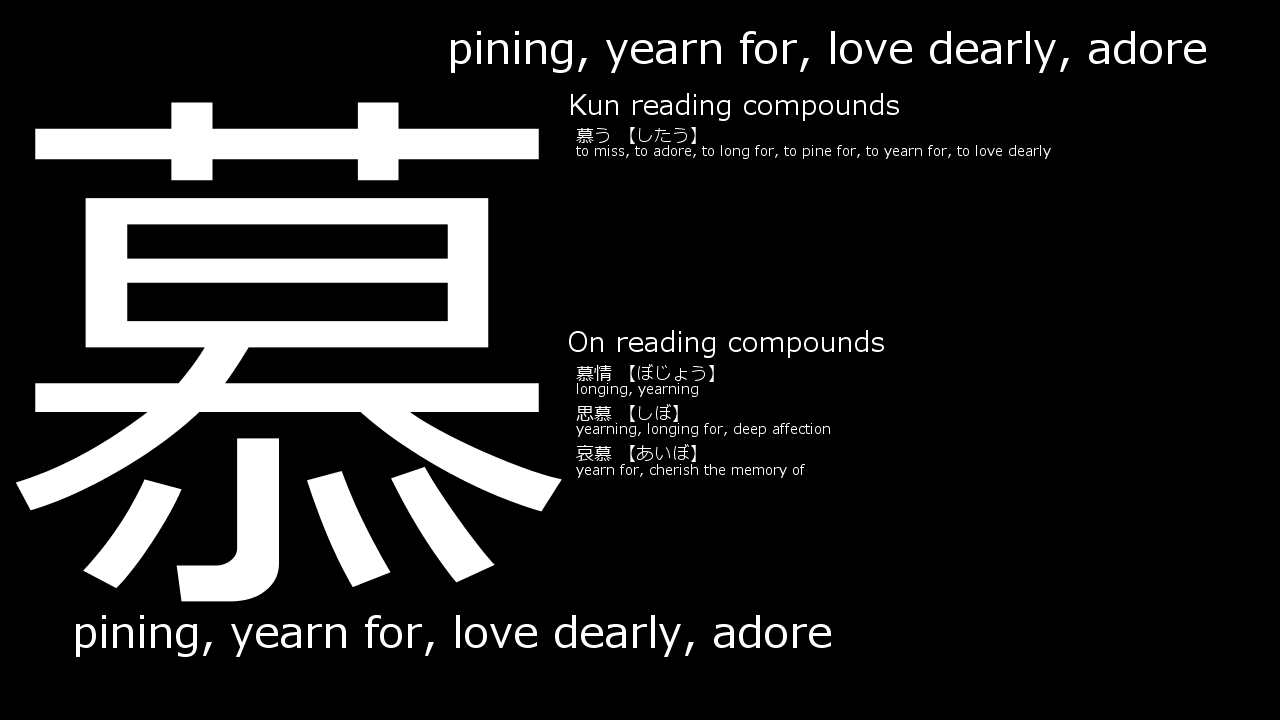 pining, yearn for, love dearly, adore
慕
Kun reading compounds
慕う 【したう】
to miss, to adore, to long for, to pine for, to yearn for, to love dearly
On reading compounds
慕情 【ぼじょう】
longing, yearning
思慕 【しぼ】
yearning, longing for, deep affection
哀慕 【あいぼ】
yearn for, cherish the memory of
pining, yearn for, love dearly, adore